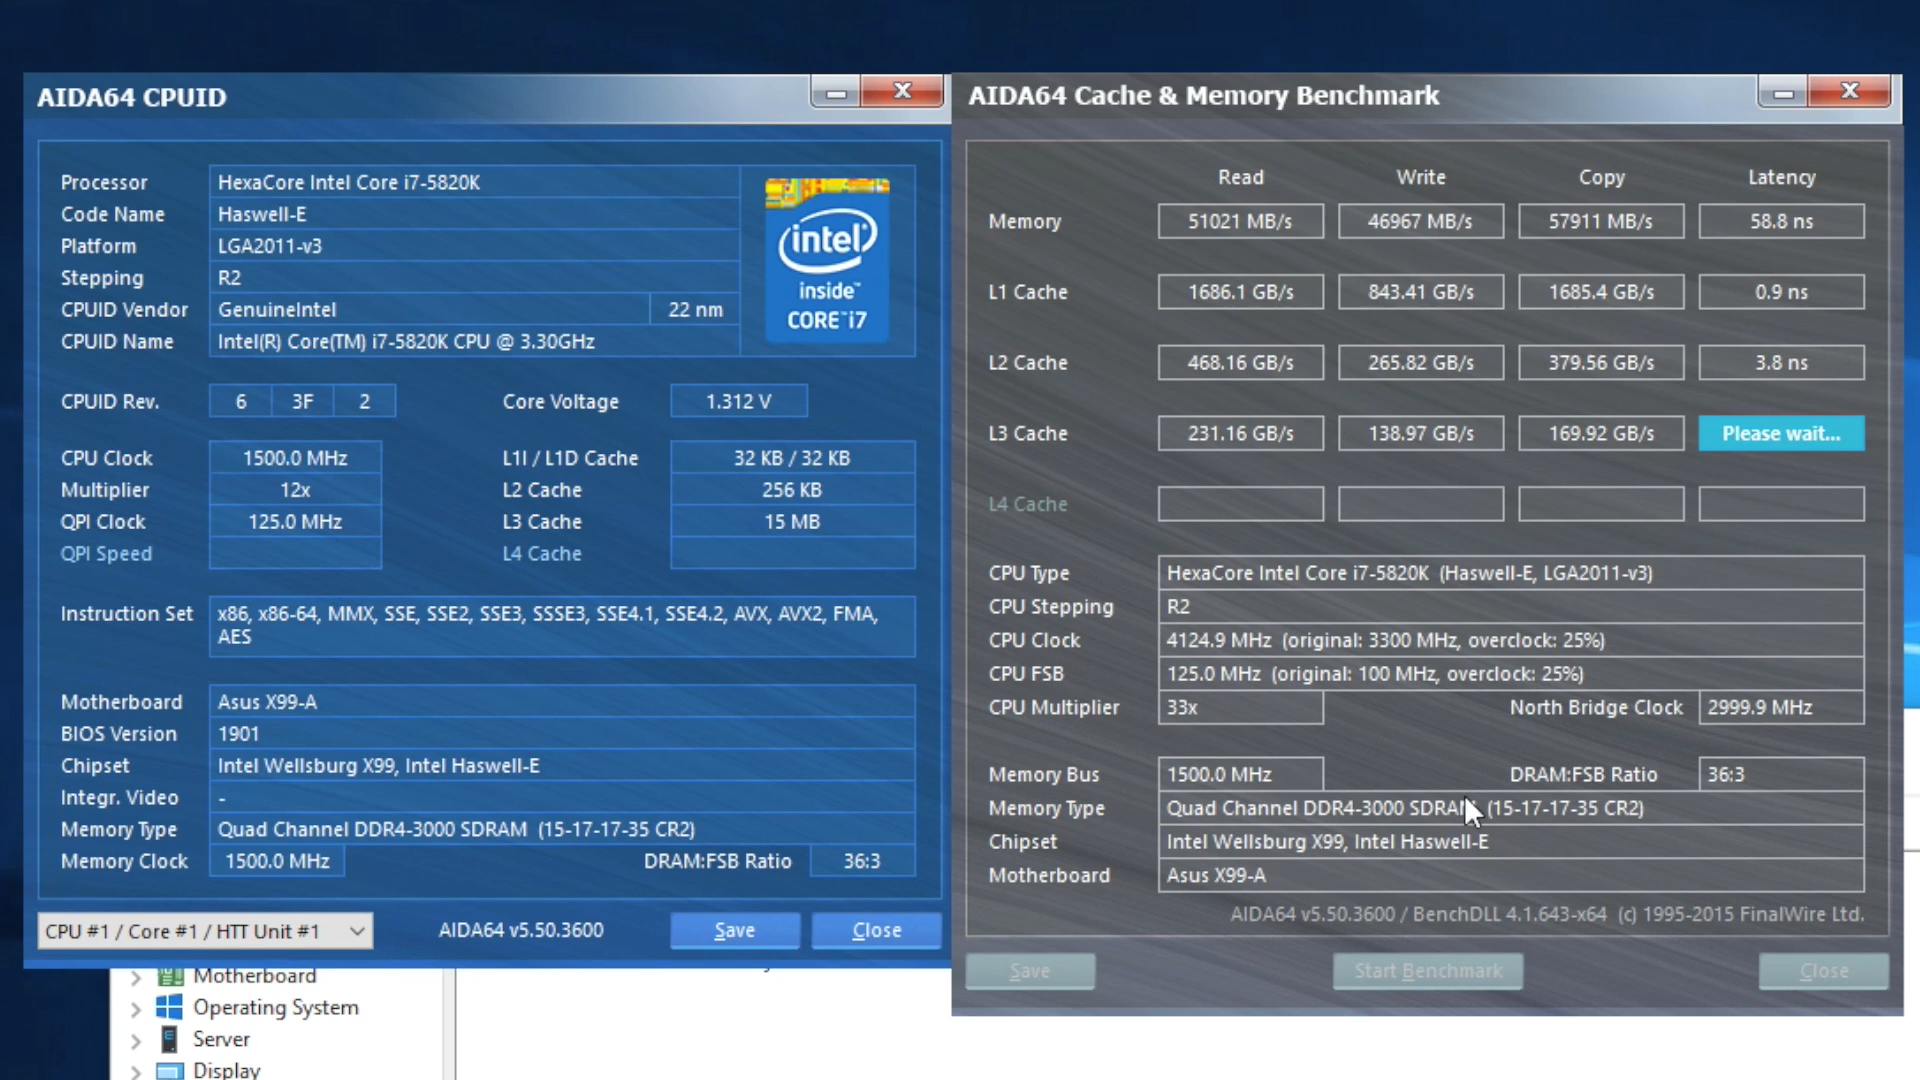 AIDA64 CPUID
Processor HexaCore Intel Core i7-5820K
Code Name Haswell-E
Platform LGA2011-v3
Stepping R2
CPUID Vendor GenuineIntel 22 nm
CPUID Name Intel(R) Core(TM) i7-5820K CPU @ 3.30GHz
intel
inside™
CORE™i7
CPUID Rev. 6 3F 2 Core Voltage 1.312 V
CPU Clock 1500.0 MHz L1I / L1D Cache 32 KB / 32 KB
Multiplier 12x L2 Cache 256 KB
QPI Clock 125.0 MHz L3 Cache 15 MB
QPI Speed L4 Cache
Instruction Set x86, x86-64, MMX, SSE, SSE2, SSE3, SSSE3, SSE4.1, SSE4.2, AVX, AVX2, FMA,
AES
Motherboard Asus X99-A
BIOS Version 1901
Chipset Intel Wellsburg X99, Intel Haswell-E
Integr. Video -
Memory Type Quad Channel DDR4-3000 SDRAM (15-17-17-35 CR2)
Memory Clock 1500.0 MHz DRAM:FSB Ratio 36:3
CPU #1 / Core #1 / HTT Unit #1 AIDA64 v5.50.3600 Save Close
Motherboard
Operating System
Server
Display
AIDA64 Cache & Memory Benchmark
Read Write Copy Latency
Memory 51021 MB/s 46967 MB/s 57911 MB/s 58.8 ns
L1 Cache 1686.1 GB/s 843.41 GB/s 1685.4 GB/s 0.9 ns
L2 Cache 468.16 GB/s 265.82 GB/s 379.56 GB/s 3.8 ns
L3 Cache 231.16 GB/s 138.97 GB/s 169.92 GB/s Please wait...
L4 Cache
CPU Type HexaCore Intel Core i7-5820K (Haswell-E, LGA2011-v3)
CPU Stepping R2
CPU Clock 4124.9 MHz (original: 3300 MHz, overclock: 25%)
CPU FSB 125.0 MHz (original: 100 MHz, overclock: 25%)
CPU Multiplier 33x North Bridge Clock 2999.9 MHz
Memory Bus 1500.0 MHz DRAM:FSB Ratio 36:3
Memory Type Quad Channel DDR4-3000 SDRAM (15-17-17-35 CR2)
Chipset Intel Wellsburg X99, Intel Haswell-E
Motherboard Asus X99-A
AIDA64 v5.50.3600 / BenchDLL 4.1.643-x64 (c) 1995-2015 FinalWire Ltd.
Save Start Benchmark Close